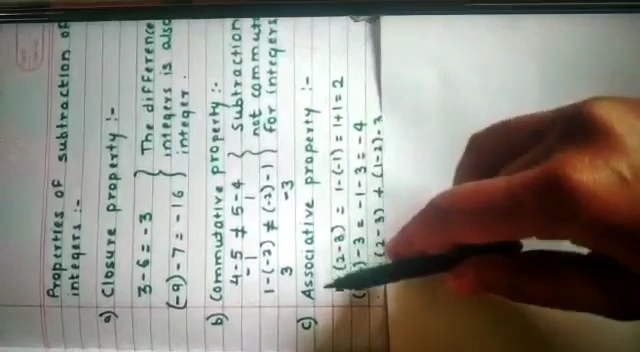 Properties of subtraction of
integers :-
a) Closure property :-
3-6=-3 } The difference
(-9)-7=-16 } integers is also
integer.
b) Commutative property :-
4-5 ≠ 5-4 } subtraction
-1 1 not commut
1-(-2) ≠ (-2)-1 } for integers
3 -3
c) Associative property :-
(2-3) = 1-(-1) = 1+1=2
)-3 = -1-3 = -4
(2-3) ≠ (1-2)-3